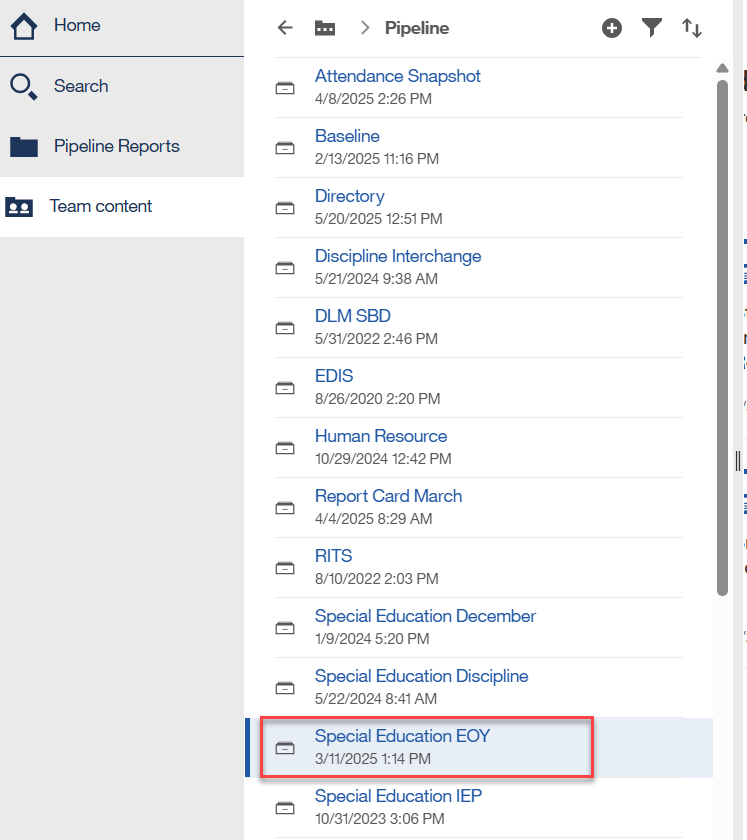 Home
Search
Pipeline Reports
Team content
Pipeline
Attendance Snapshot
4/8/2025 2:26 PM
Baseline
2/13/2025 11:16 PM
Directory
5/20/2025 12:51 PM
Discipline Interchange
5/21/2024 9:38 AM
DLM SBD
5/31/2022 2:46 PM
EDIS
8/26/2020 2:20 PM
Human Resource
10/29/2024 12:42 PM
Report Card March
4/4/2025 8:29 AM
RITS
8/10/2022 2:03 PM
Special Education December
1/9/2024 5:20 PM
Special Education Discipline
5/22/2024 8:41 AM
Special Education EOY
3/11/2025 1:14 PM
Special Education IEP
10/31/2023 3:06 PM